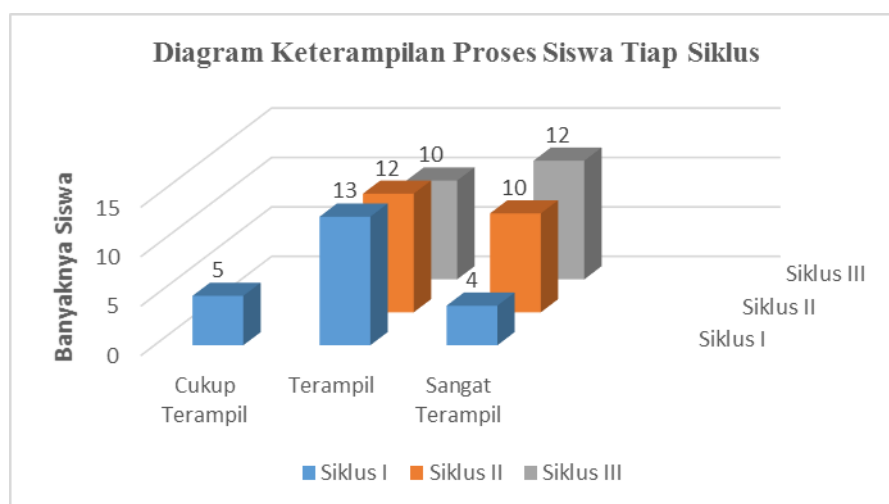 Diagram Keterampilan Proses Siswa Tiap Siklus
Banyaknya Siswa
15
10
5
0
5
13
12
10
4
10
12
Siklus III
Siklus II
Siklus I
Cukup
Terampil
Terampil
Sangat
Terampil
Siklus I Siklus II Siklus III